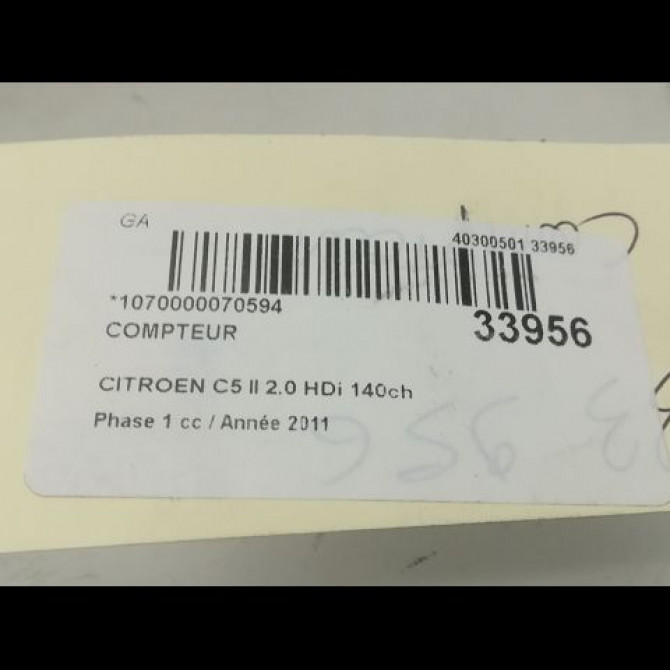 GA
40300501 33956
*1070000070594
33956
COMPTEUR
CITROEN C5 II 2.0 HDi 140ch
Phase 1 cc / Année 2011